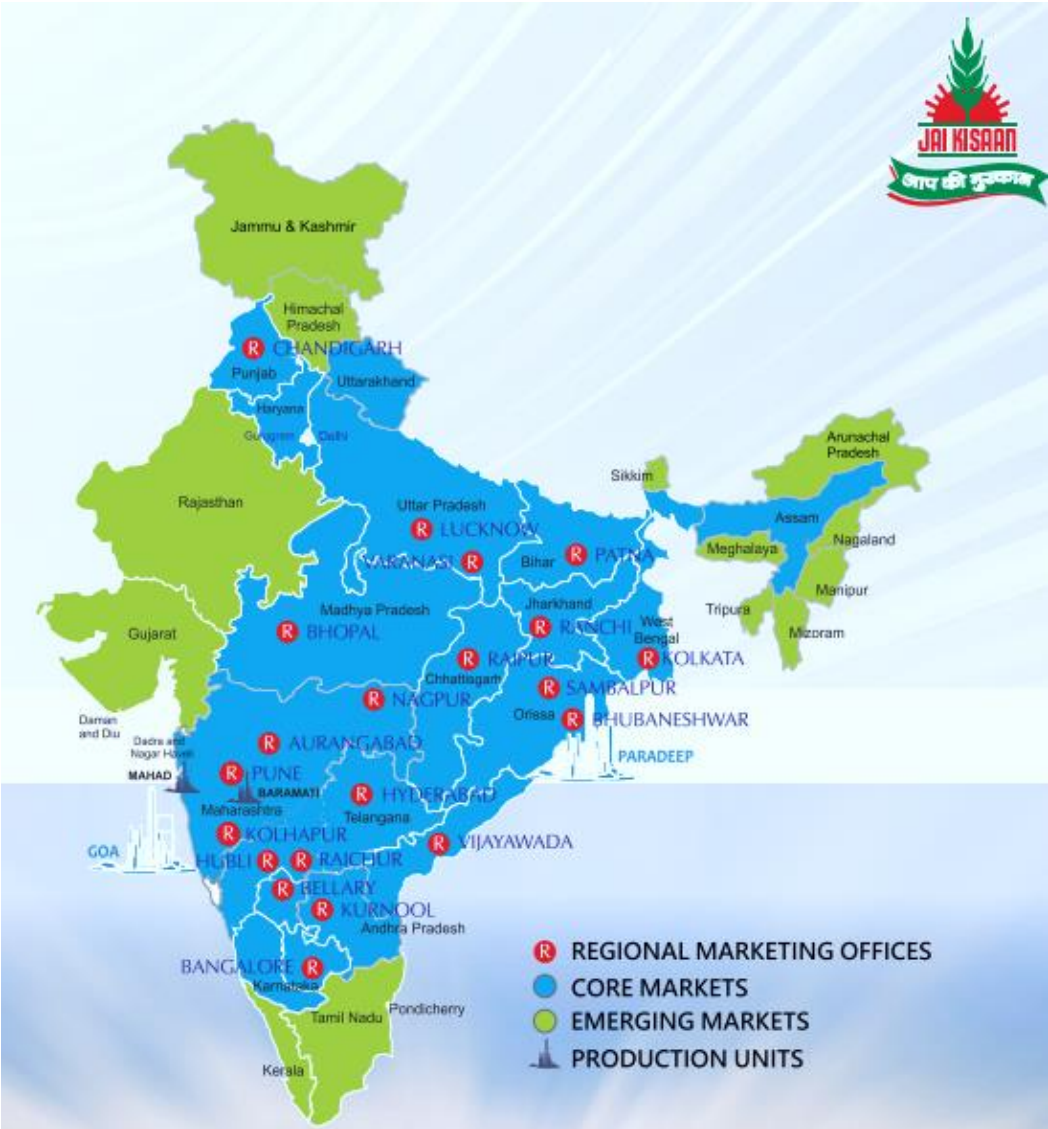 JAI KISAAN
आप की मुस्कान
Jammu & Kashmir
Himachal
Pradesh
CHANDIGARH
Punjab
Uttarakhand
Haryana
Gurugram
Delhi
Arunachal
Pradesh
Sikkim
Rajasthan
Uttar Pradesh
Assam
LUCKNOW
Nagaland
Meghalaya
VARANASI
Bihar
PATNA
Manipur
Madhya Pradesh
Jharkhand
Tripura
West
Bengal
Gujarat
BHOPAL
RANCHI
Mizoram
RAIPUR
KOLKATA
Chhattisgarh
SAMBALPUR
NAGPUR
Orissa
BHUBANESHWAR
Daman
and Diu
Dadra and
Nagar Haveli
AURANGABAD
PARADEEP
MAHAD
PUNE
BARAMATI
HYDERABAD
Maharashtra
Telangana
KOLHAPUR
VIJAYAWADA
GOA
HUBLI
RAICHUR
BELLARY
KURNOOL
Andhra Pradesh
BANGALORE
Karnataka
Tamil Nadu
Pondicherry
Kerala
R REGIONAL MARKETING OFFICES
CORE MARKETS
EMERGING MARKETS
PRODUCTION UNITS